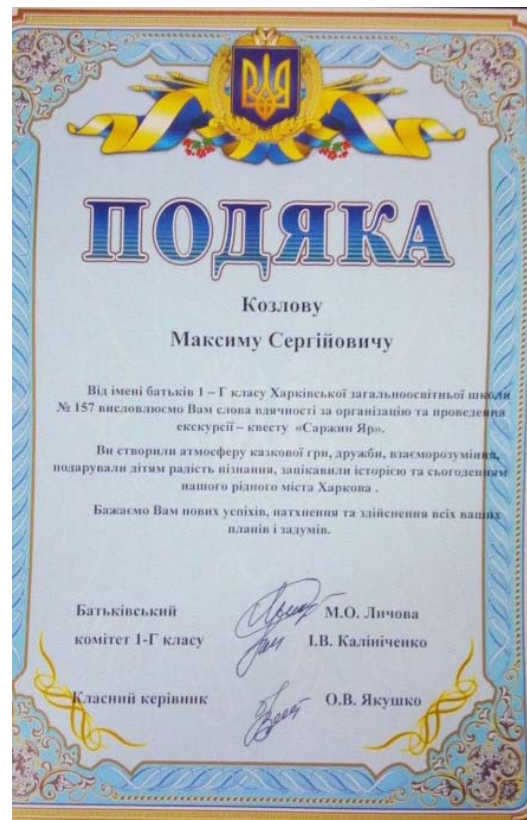 ПОДЯКА
Козлову
Максиму Сергійовичу
Від імені батьків 1 – Г класу Харківської загальноосвітньої школи
№ 157 висловлюємо Вам слова вдячності за організацію та проведення
екскурсії – квесту «Саржин Яр».
Ви створили атмосферу казкової гри, дружби, взаєморозуміння,
подарували дітям радість пізнання, зацікавили історією та сьогоденням
нашого рідного міста Харкова .
Бажаємо Вам нових успіхів, натхнення та здійснення всіх ваших
планів і задумів.
Батьківський М.О. Личова
комітет 1-Г класу І.В. Калініченко
Класний керівник О.В. Якушко